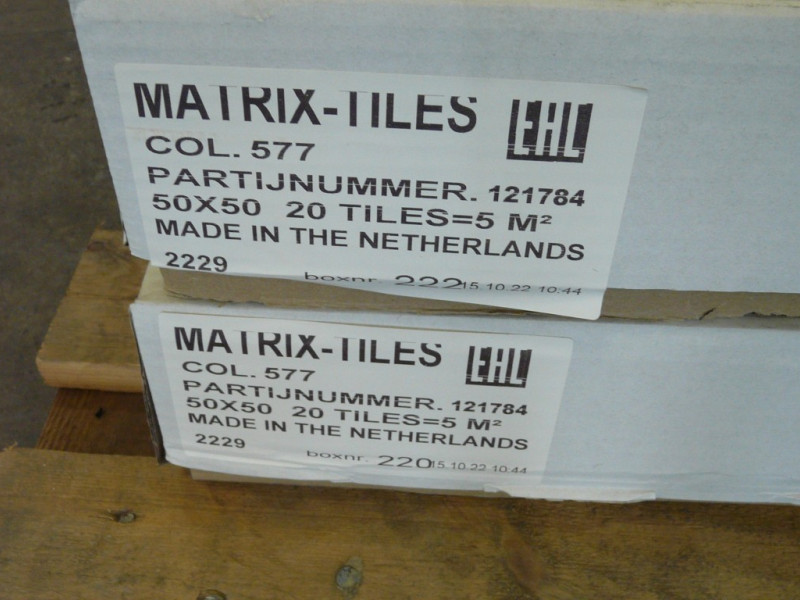 MATRIX-TILES EHL
COL. 577
PARTIJNUMMER. 121784
50X50 20 TILES=5 M²
MADE IN THE NETHERLANDS
2229 boxnr. 222 15.10.22 10:44
MATRIX-TILES EHL
COL. 577
PARTIJNUMMER. 121784
50X50 20 TILES=5 M²
MADE IN THE NETHERLANDS
2229 boxnr. 220 15.10.22 10:44